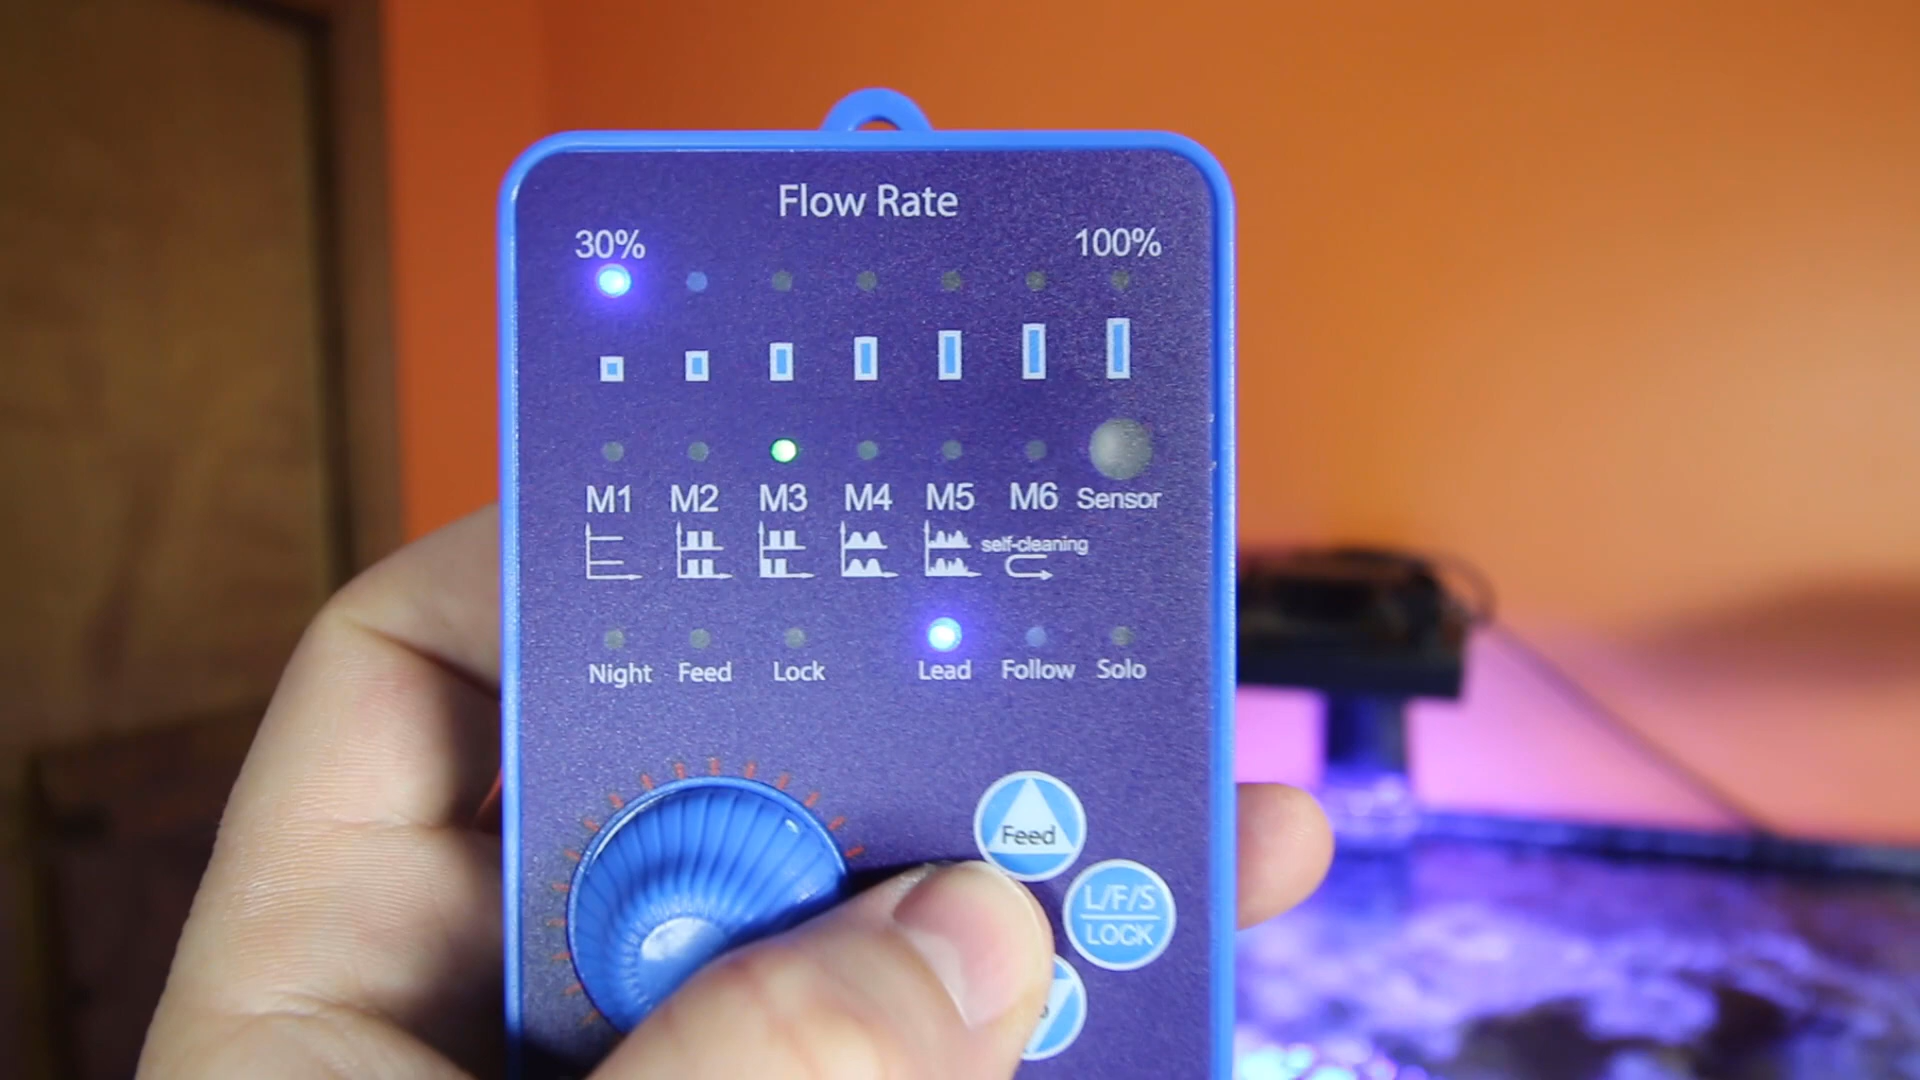 Flow Rate
30% 100%
M1 M2 M3 M4 M5 M6 Sensor
self-cleaning
Night Feed Lock Lead Follow Solo
Feed
L/F/S
LOCK